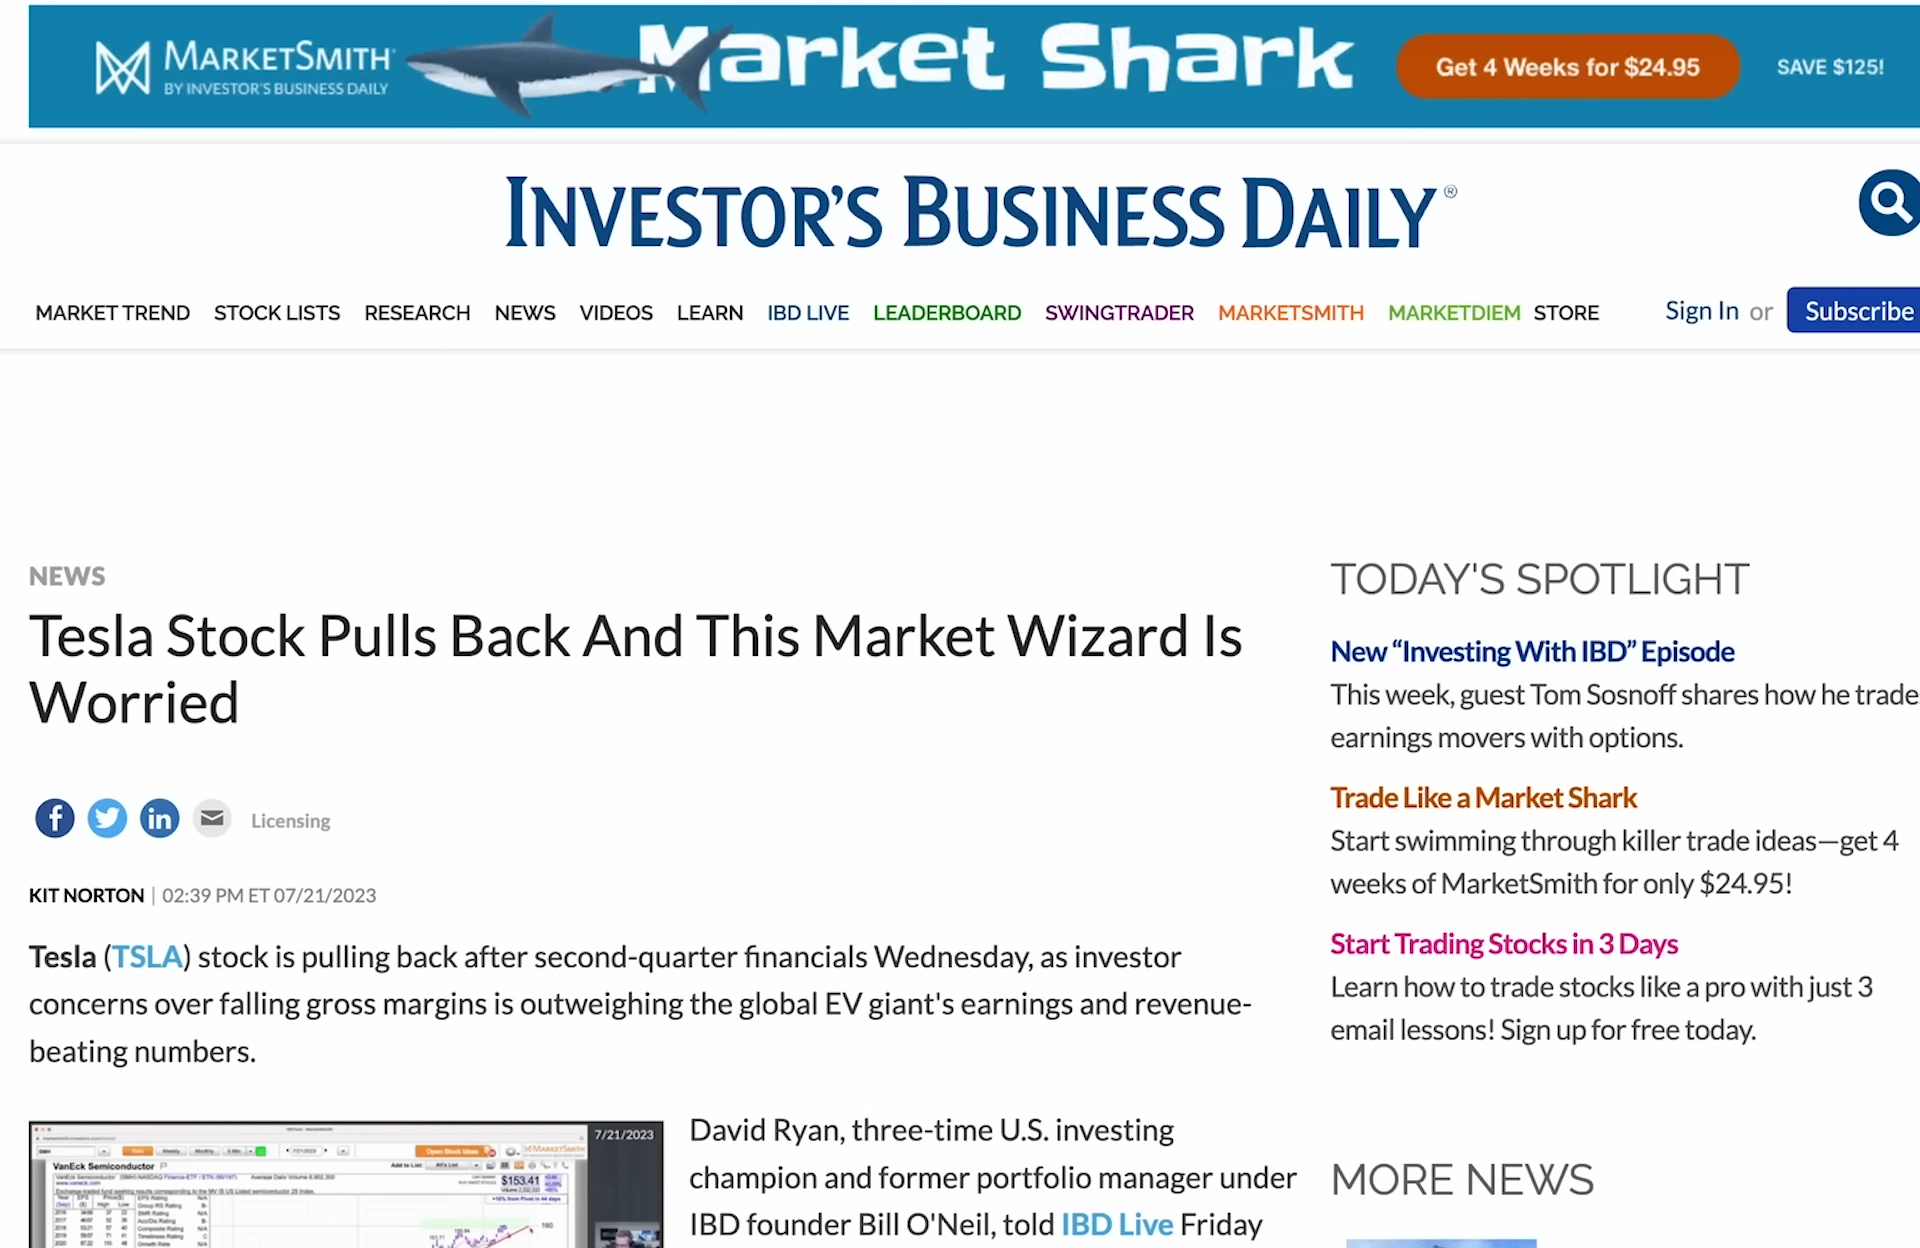 MARKETSMITH
BY INVESTOR'S BUSINESS DAILY
Market Shark
Get 4 Weeks for $24.95
SAVE $125!
INVESTOR'S BUSINESS DAILY®
MARKET TREND STOCK LISTS RESEARCH NEWS VIDEOS LEARN IBD LIVE LEADERBOARD SWINGTRADER MARKETSMITH MARKETDIEM STORE
Sign In or Subscribe
NEWS
Tesla Stock Pulls Back And This Market Wizard Is
Worried
Licensing
KIT NORTON | 02:39 PM ET 07/21/2023
Tesla (TSLA) stock is pulling back after second-quarter financials Wednesday, as investor
concerns over falling gross margins is outweighing the global EV giant's earnings and revenue-
beating numbers.
7/21/2023
Open Stock Ideas
MARKETSMITH
VanEck Semiconductor
$153.41
David Ryan, three-time U.S. investing
champion and former portfolio manager under
IBD founder Bill O'Neil, told IBD Live Friday
TODAY'S SPOTLIGHT
New “Investing With IBD” Episode
This week, guest Tom Sosnoff shares how he trade
earnings movers with options.
Trade Like a Market Shark
Start swimming through killer trade ideas—get 4
weeks of MarketSmith for only $24.95!
Start Trading Stocks in 3 Days
Learn how to trade stocks like a pro with just 3
email lessons! Sign up for free today.
MORE NEWS